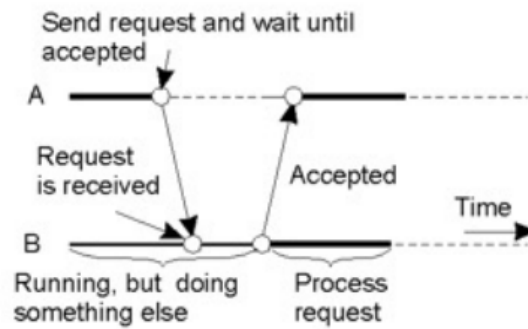 Send request and wait until
accepted
A
Request
is received
Accepted
Time
B
Running, but doing
something else
Process
request